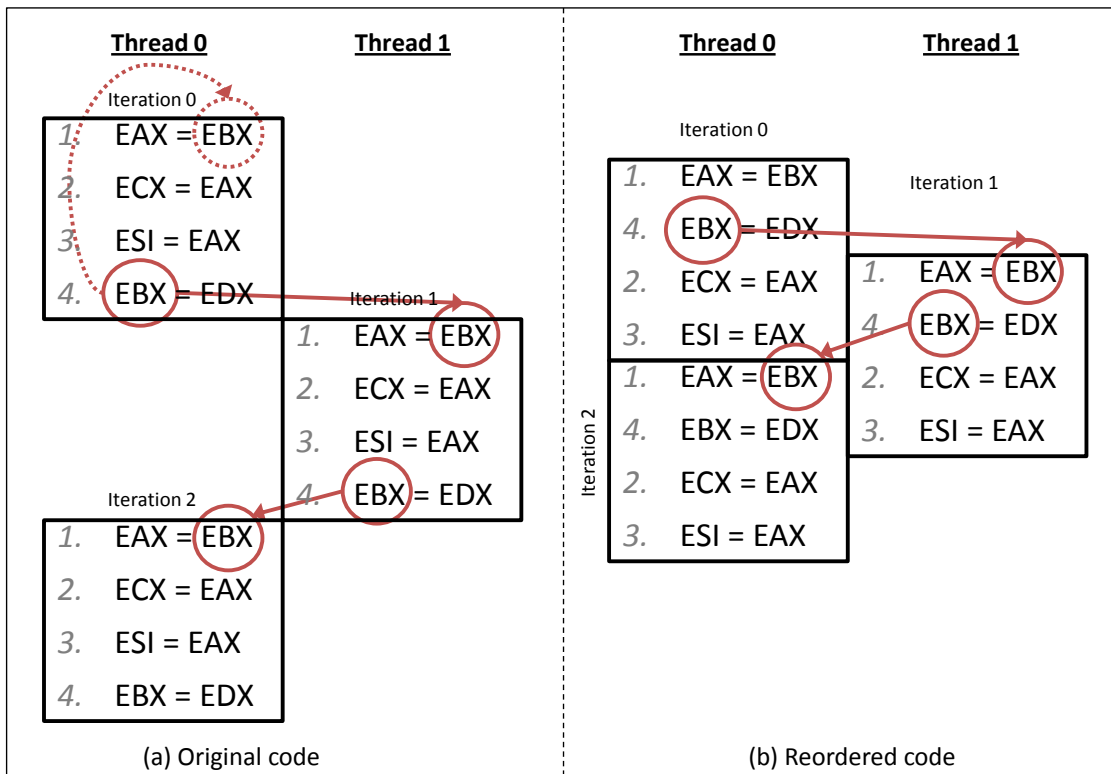 Thread 0
Thread 1
Iteration 0
1. EAX = EBX
2. ECX = EAX
3. ESI = EAX
4. EBX = EDX
Iteration 1
1. EAX = EBX
2. ECX = EAX
3. ESI = EAX
4. EBX = EDX
Iteration 2
1. EAX = EBX
2. ECX = EAX
3. ESI = EAX
4. EBX = EDX
(a) Original code
Thread 0
Thread 1
Iteration 0
1. EAX = EBX
4. EBX = EDX
2. ECX = EAX
3. ESI = EAX
Iteration 1
1. EAX = EBX
4. EBX = EDX
2. ECX = EAX
3. ESI = EAX
Iteration 2
1. EAX = EBX
4. EBX = EDX
2. ECX = EAX
3. ESI = EAX
(b) Reordered code